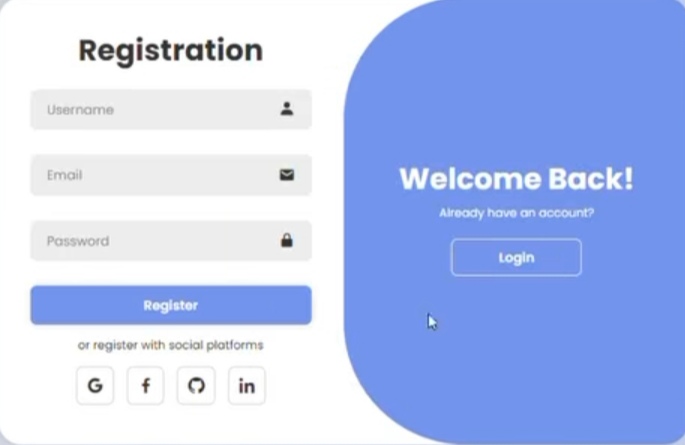 Registration
Username
Email
Password
Register
or register with social platforms
G f in
Welcome Back!
Already have an account?
Login